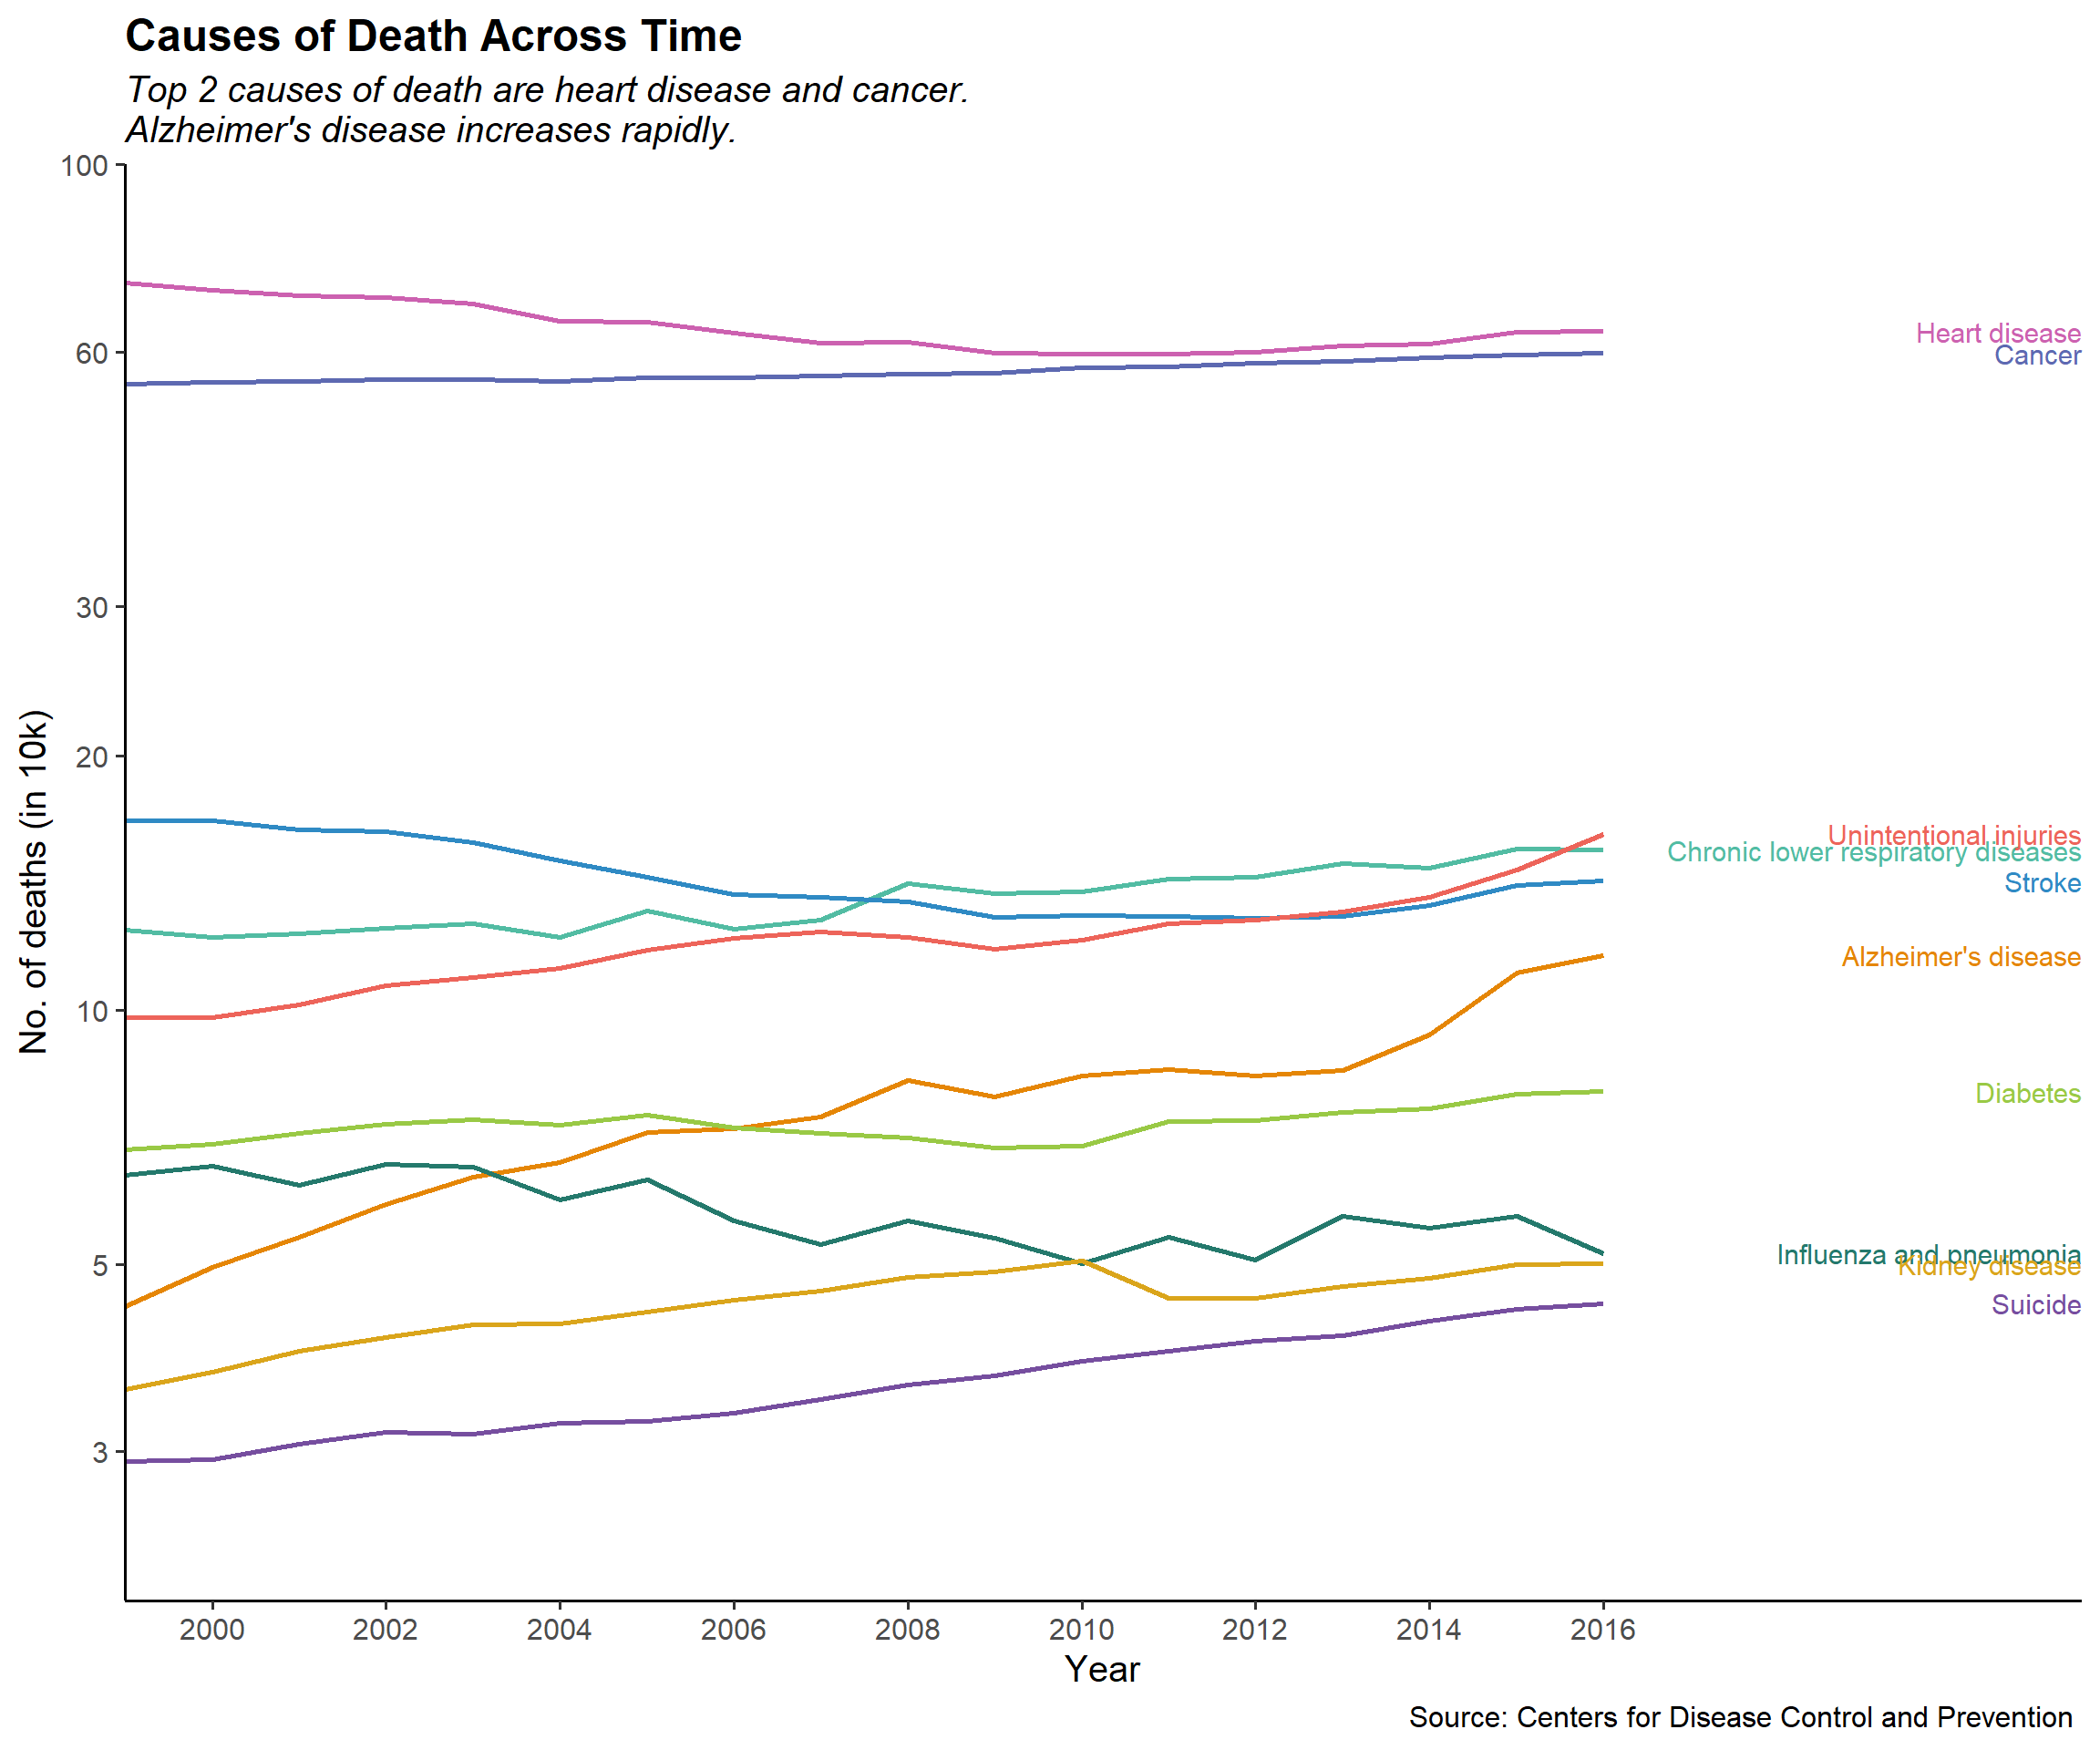 Causes of Death Across Time
Top 2 causes of death are heart disease and cancer.
Alzheimer's disease increases rapidly.
100
60
30
20
10
5
3
No. of deaths (in 10k)
Heart disease
Cancer
Unintentional injuries
Chronic lower respiratory diseases
Stroke
Alzheimer's disease
Diabetes
Influenza and pneumonia
Kidney disease
Suicide
2000 2002 2004 2006 2008 2010 2012 2014 2016
Year
Source: Centers for Disease Control and Prevention